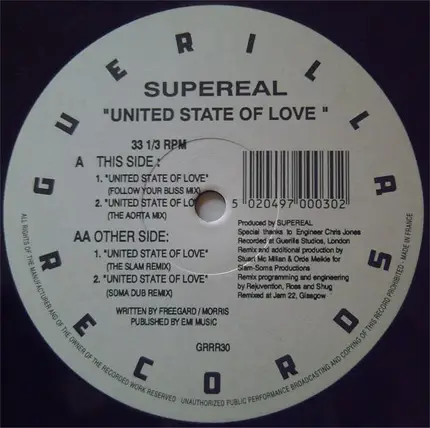 GUERILLA
RECORDS
SUPEREAL
"UNITED STATE OF LOVE "
33 1/3 RPM
A THIS SIDE :
1. "UNITED STATE OF LOVE"
(FOLLOW YOUR BLISS MIX)
2. "UNITED STATE OF LOVE"
(THE AORTA MIX)
AA OTHER SIDE:
1. "UNITED STATE OF LOVE"
(THE SLAM REMIX)
2. "UNITED STATE OF LOVE"
(SOMA DUB REMIX)
WRITTEN BY FREEGARD / MORRIS
PUBLISHED BY EMI MUSIC
GRRR30
5 020497 000302
Produced by SUPEREAL
Special thanks to Engineer Chris Jones
Recorded at Guerilla Studios, London
Remix and additional production by
Stuart Mc Millan & Orde Meikle for
Slam-Soma Productions
Remix programming and engineering
by Rejuvention, Ross and Shug
Remixed at Jam 22, Glasgow
ALL RIGHTS OF THE MANUFACTURER AND OF THE OWNER OF THE RECORDED WORK RESERVED UNAUTHORIZED PUBLIC PERFORMANCE BROADCASTING AND COPYING OF THIS RECORD PROHIBITED - MADE IN FRANCE